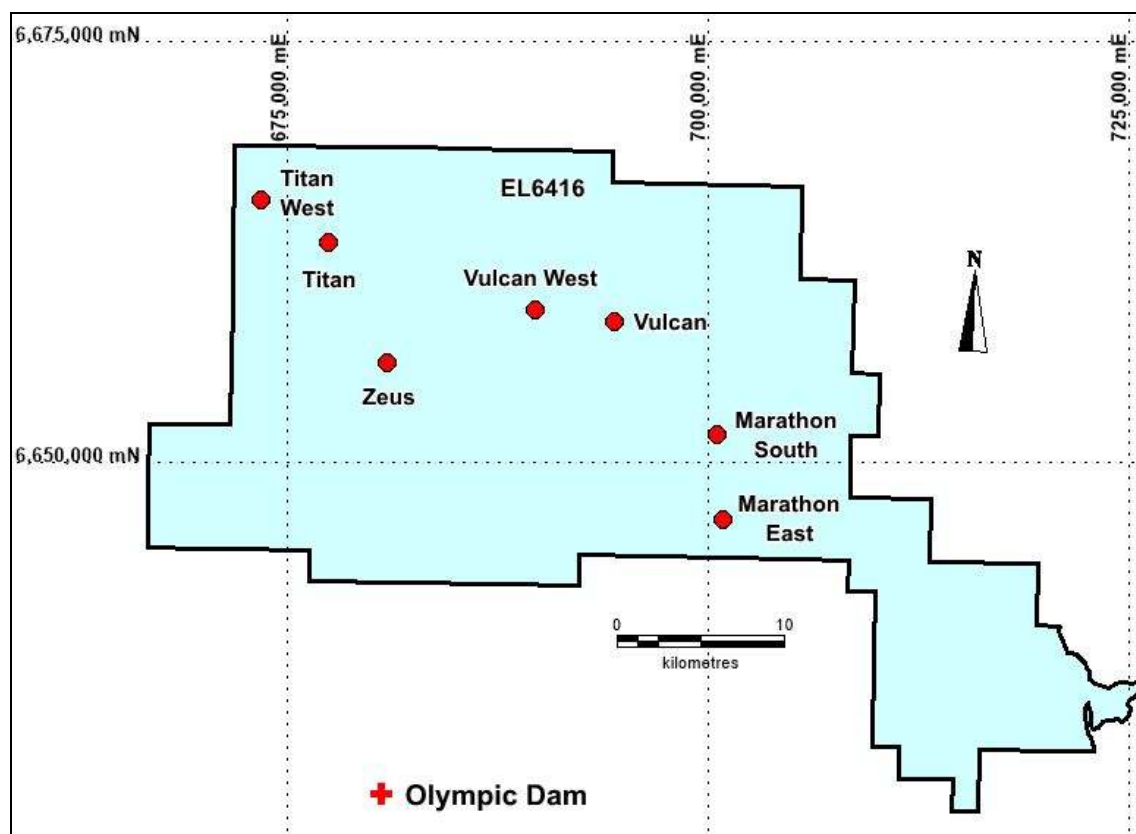 6,675,000 mN
675,000 mE
700,000 mE
725,000 mE
Titan
West
EL6416
Titan
Vulcan West
Vulcan
N
Zeus
Marathon
South
6,650,000 mN
Marathon
East
0 10
kilometres
Olympic Dam